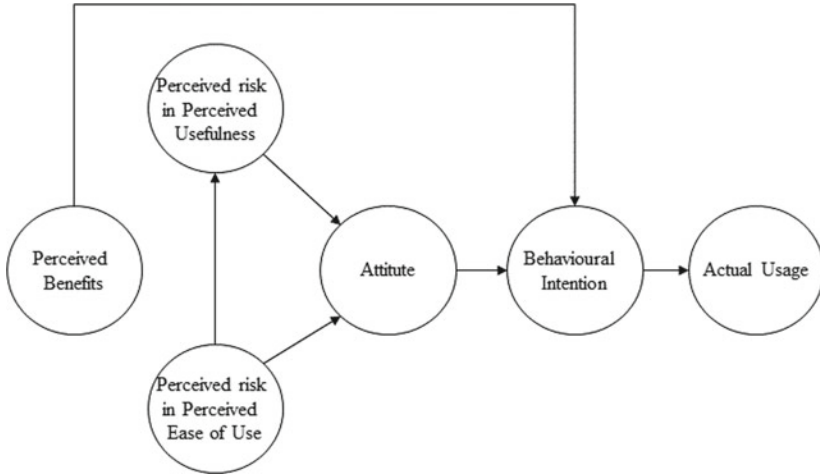 Perceived risk
in Perceived
Usefulness
Perceived
Benefits
Attitute
Behavioural
Intention
Actual Usage
Perceived risk
in Perceived
Ease of Use